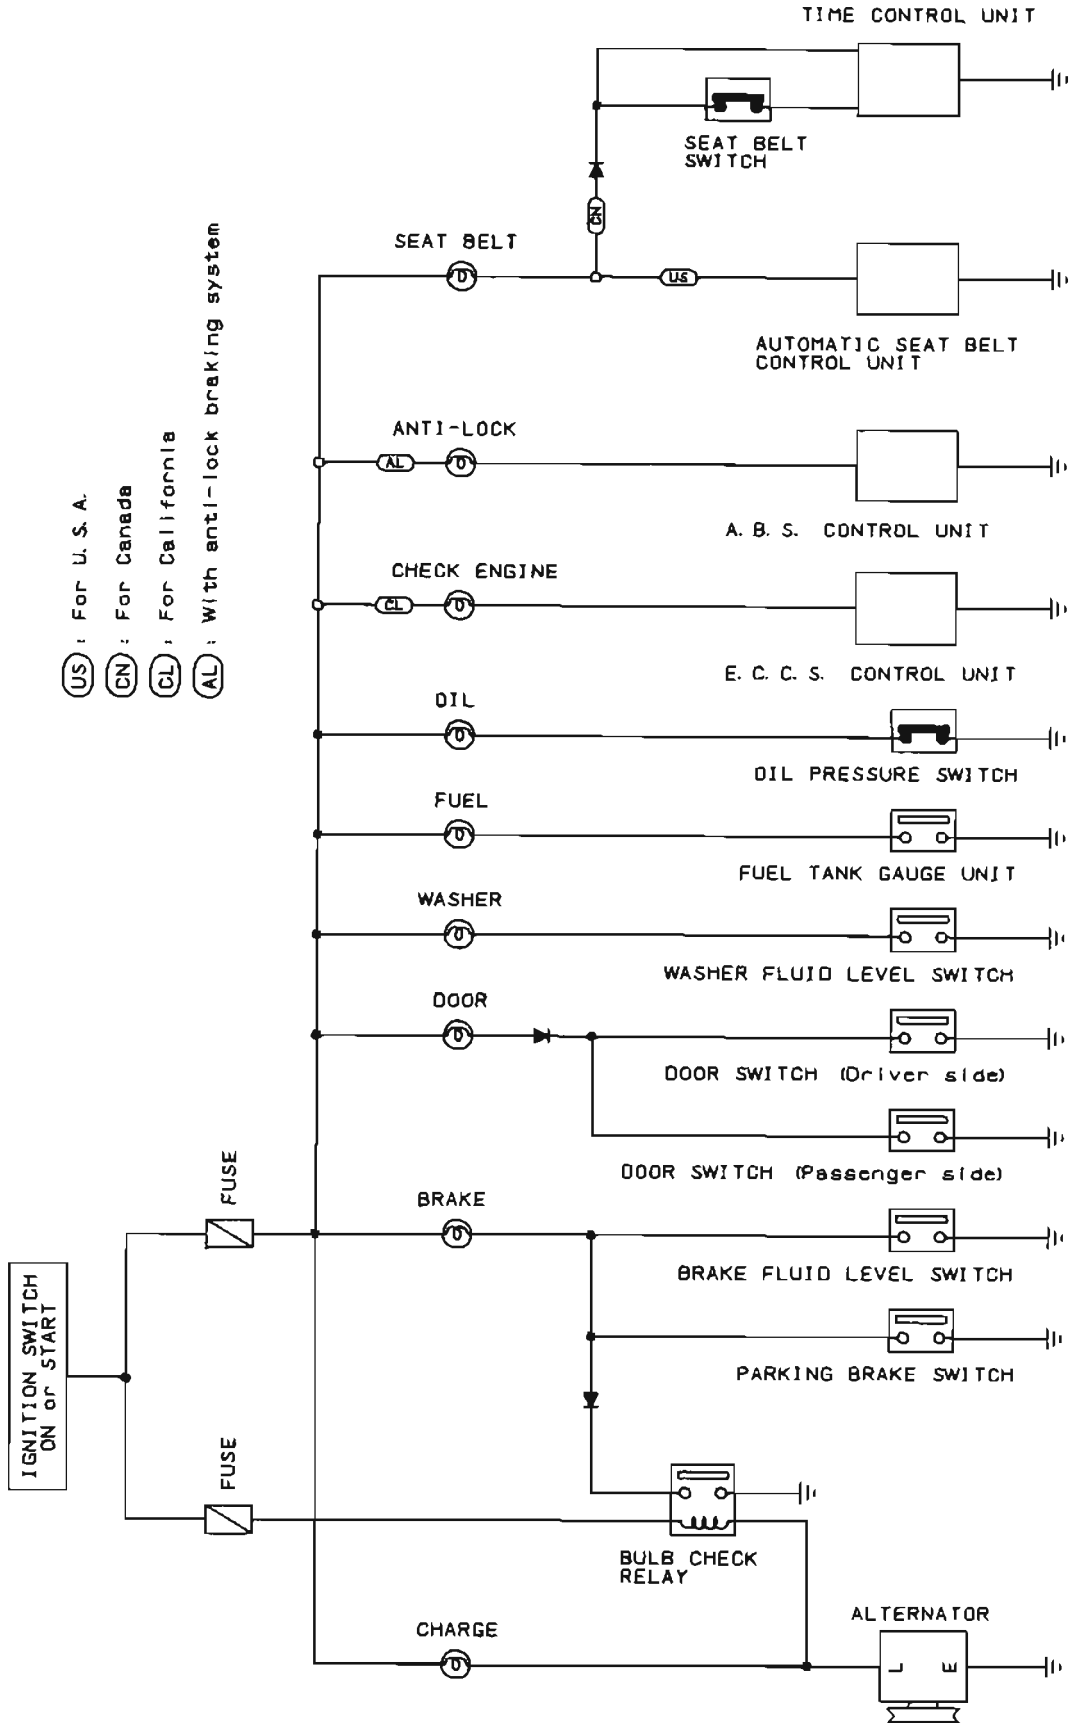 TIME CONTROL UNIT
SEAT BELT
SWITCH
CN
SEAT BELT
US
AUTOMATIC SEAT BELT
CONTROL UNIT
US : For U.S.A.
CN : For Canada
CL : For California
AL : With anti-lock braking system
ANTI-LOCK
AL
A.B.S. CONTROL UNIT
CHECK ENGINE
CL
E.C.C.S. CONTROL UNIT
OIL
OIL PRESSURE SWITCH
FUEL
FUEL TANK GAUGE UNIT
WASHER
WASHER FLUID LEVEL SWITCH
DOOR
DOOR SWITCH (Driver side)
DOOR SWITCH (Passenger side)
FUSE
BRAKE
BRAKE FLUID LEVEL SWITCH
IGNITION SWITCH
ON or START
PARKING BRAKE SWITCH
FUSE
BULB CHECK
RELAY
CHARGE
ALTERNATOR
L E